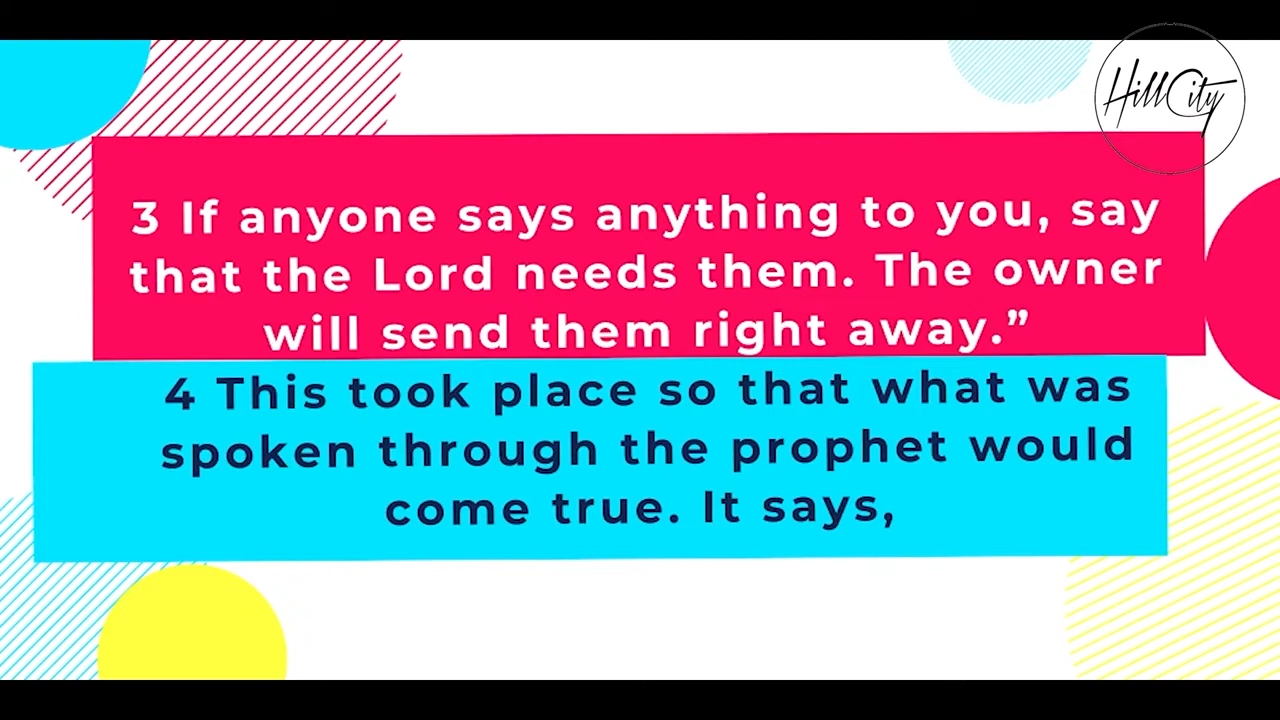 HillCity
3 If anyone says anything to you, say
that the Lord needs them. The owner
will send them right away.”
4 This took place so that what was
spoken through the prophet would
come true. It says,